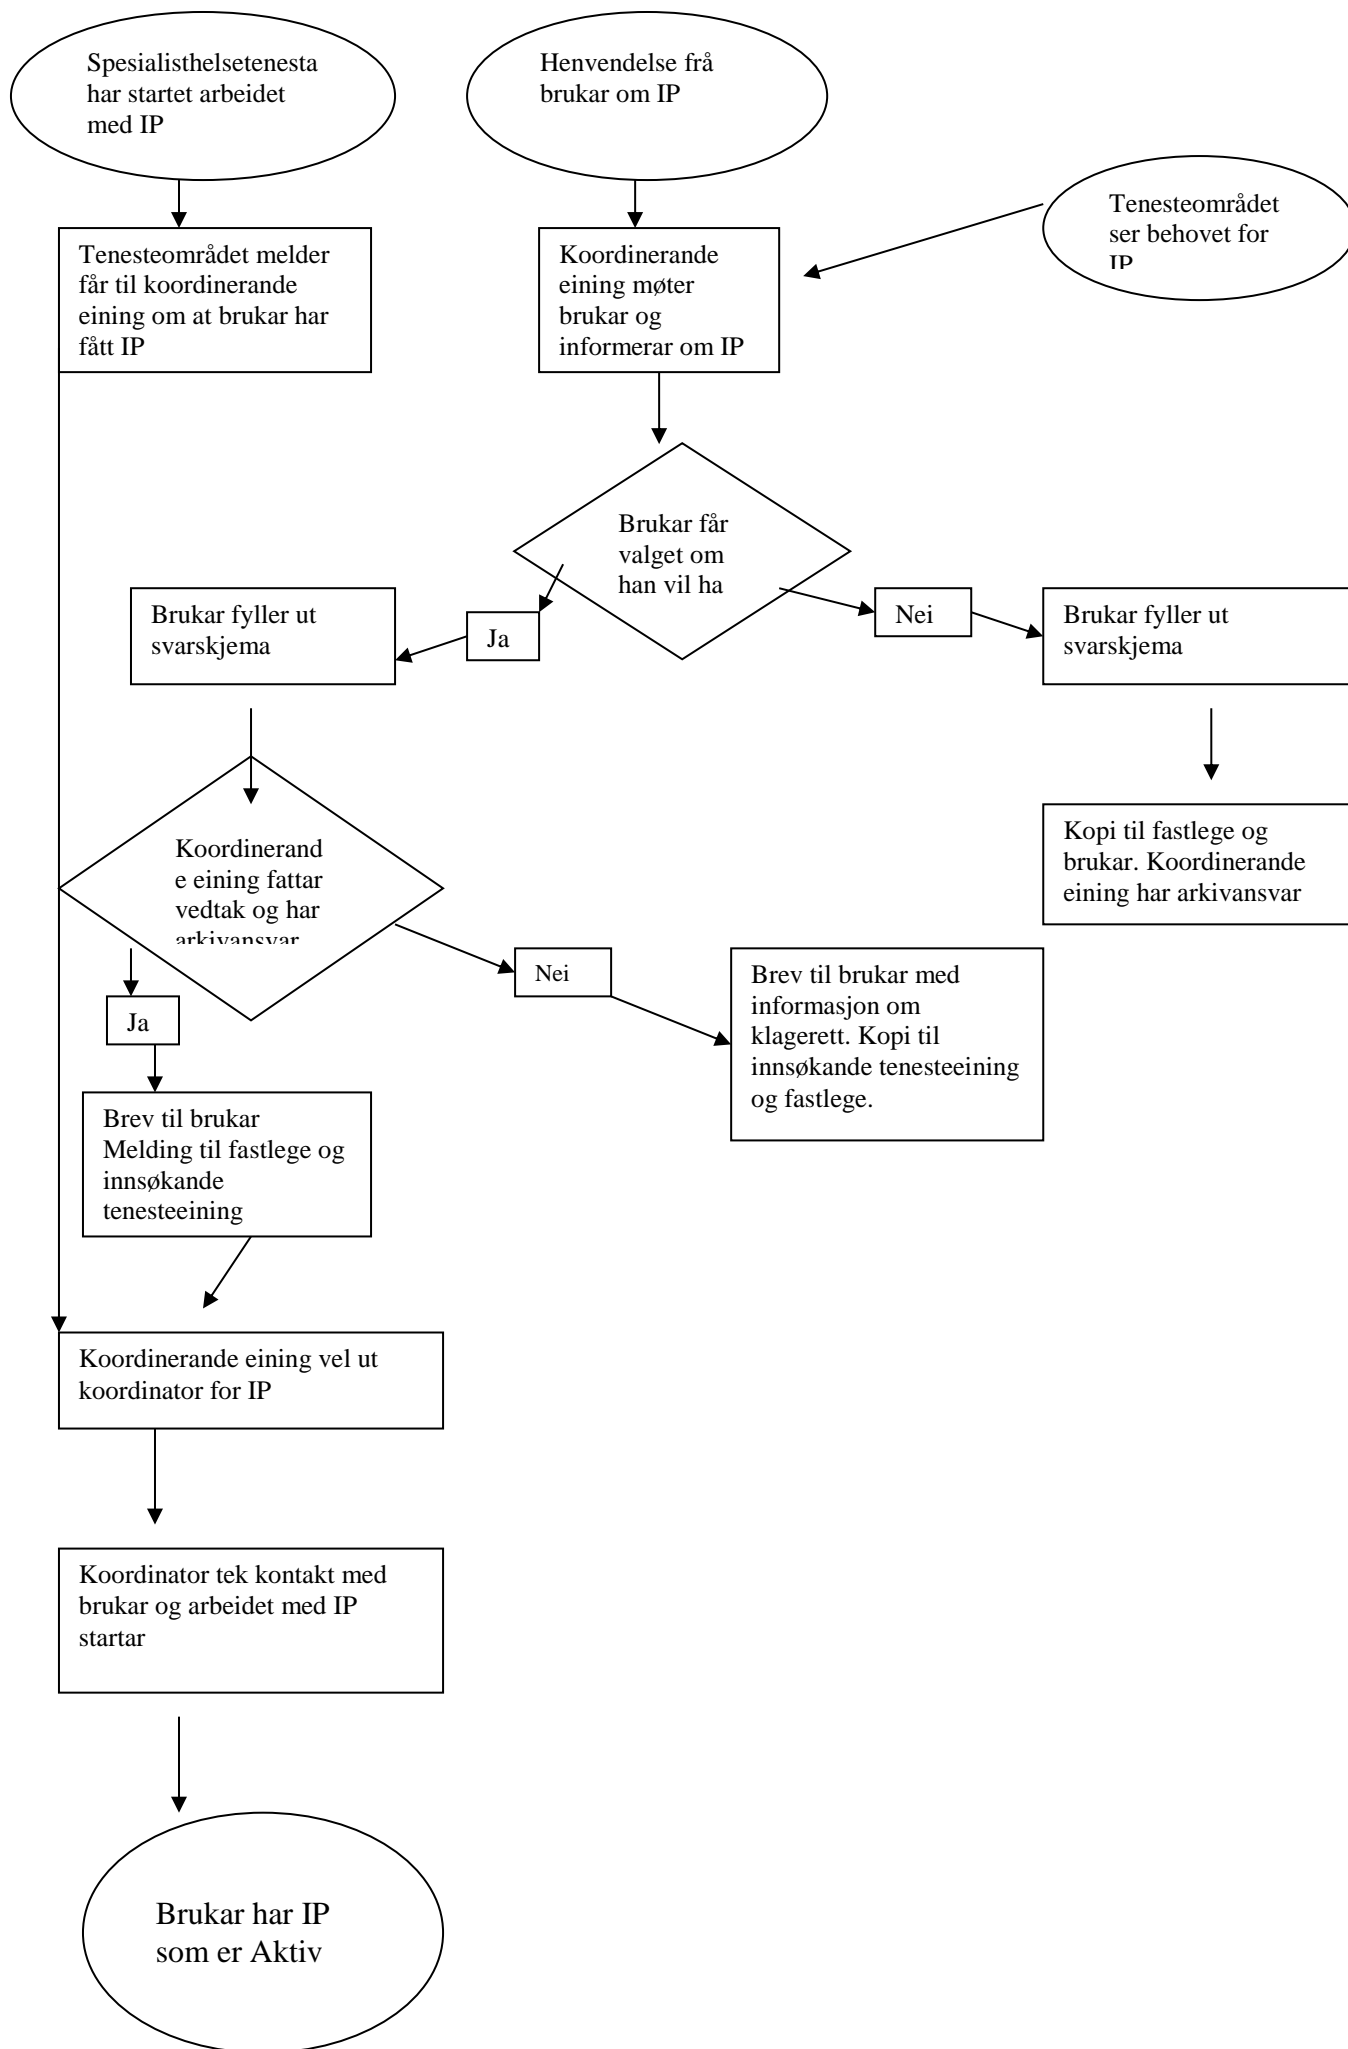 Spesialisthelsetenesta
har startet arbeidet
med IP
Henvendelse frå
brukar om IP
Tenesteområdet
ser behovet for
IP
Tenesteområdet melder
får til koordinerande
eining om at brukar har
fått IP
Koordinerande
eining møter
brukar og
informerar om IP
Brukar får
valget om
han vil ha
Brukar fyller ut
svarskjema
Ja
Nei
Brukar fyller ut
svarskjema
Koordinerand
e eining fattar
vedtak og har
arkivansvar
Kopi til fastlege og
brukar. Koordinerande
eining har arkivansvar
Ja
Nei
Brev til brukar med
informasjon om
klagerett. Kopi til
innsøkande tenesteeining
og fastlege.
Brev til brukar
Melding til fastlege og
innsøkande
tenesteeining
Koordinerande eining vel ut
koordinator for IP
Koordinator tek kontakt med
brukar og arbeidet med IP
startar
Brukar har IP
som er Aktiv